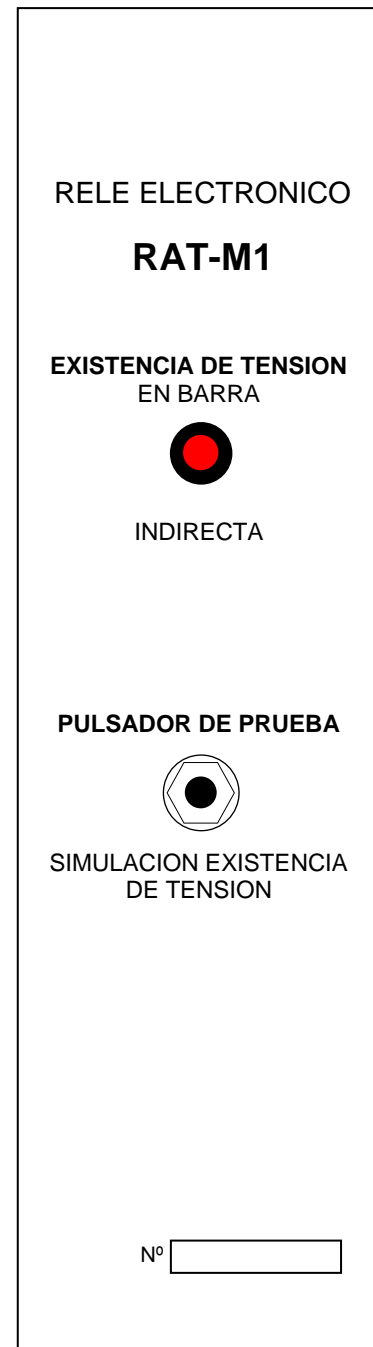 RELE ELECTRONICO
RAT-M1
EXISTENCIA DE TENSION
EN BARRA
INDIRECTA
PULSADOR DE PRUEBA
SIMULACION EXISTENCIA
DE TENSION
Nº